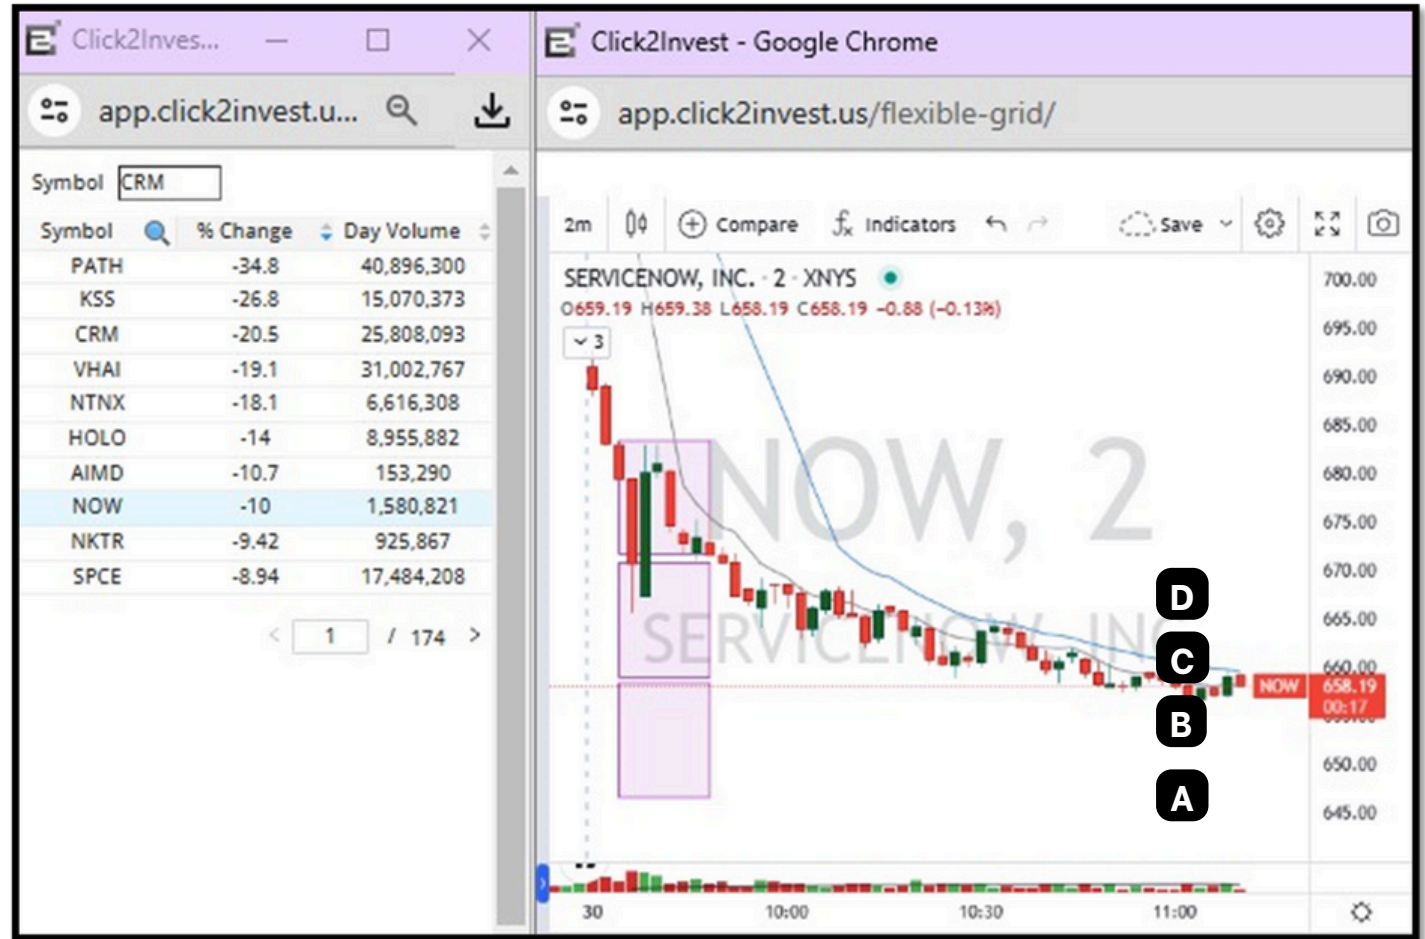 Click2Inves...
app.click2invest.u...
Symbol CRM
Symbol % Change Day Volume
PATH -34.8 40,896,300
KSS -26.8 15,070,373
CRM -20.5 25,808,093
VHAI -19.1 31,002,767
NTNX -18.1 6,616,308
HOLO -14 8,955,882
AIMD -10.7 153,290
NOW -10 1,580,821
NKTR -9.42 925,867
SPCE -8.94 17,484,208
< 1 / 174 >
Click2Invest - Google Chrome
app.click2invest.us/flexible-grid/
2m Compare fx Indicators Save
SERVICENOW, INC. · 2 · XNYS
O659.19 H659.38 L658.19 C658.19 −0.88 (−0.13%)
3
NOW, 2
SERVICENOW, INC
700.00
695.00
690.00
685.00
680.00
675.00
670.00
665.00
660.00
NOW 658.19
00:17
650.00
645.00
D
C
B
A
30 10:00 10:30 11:00